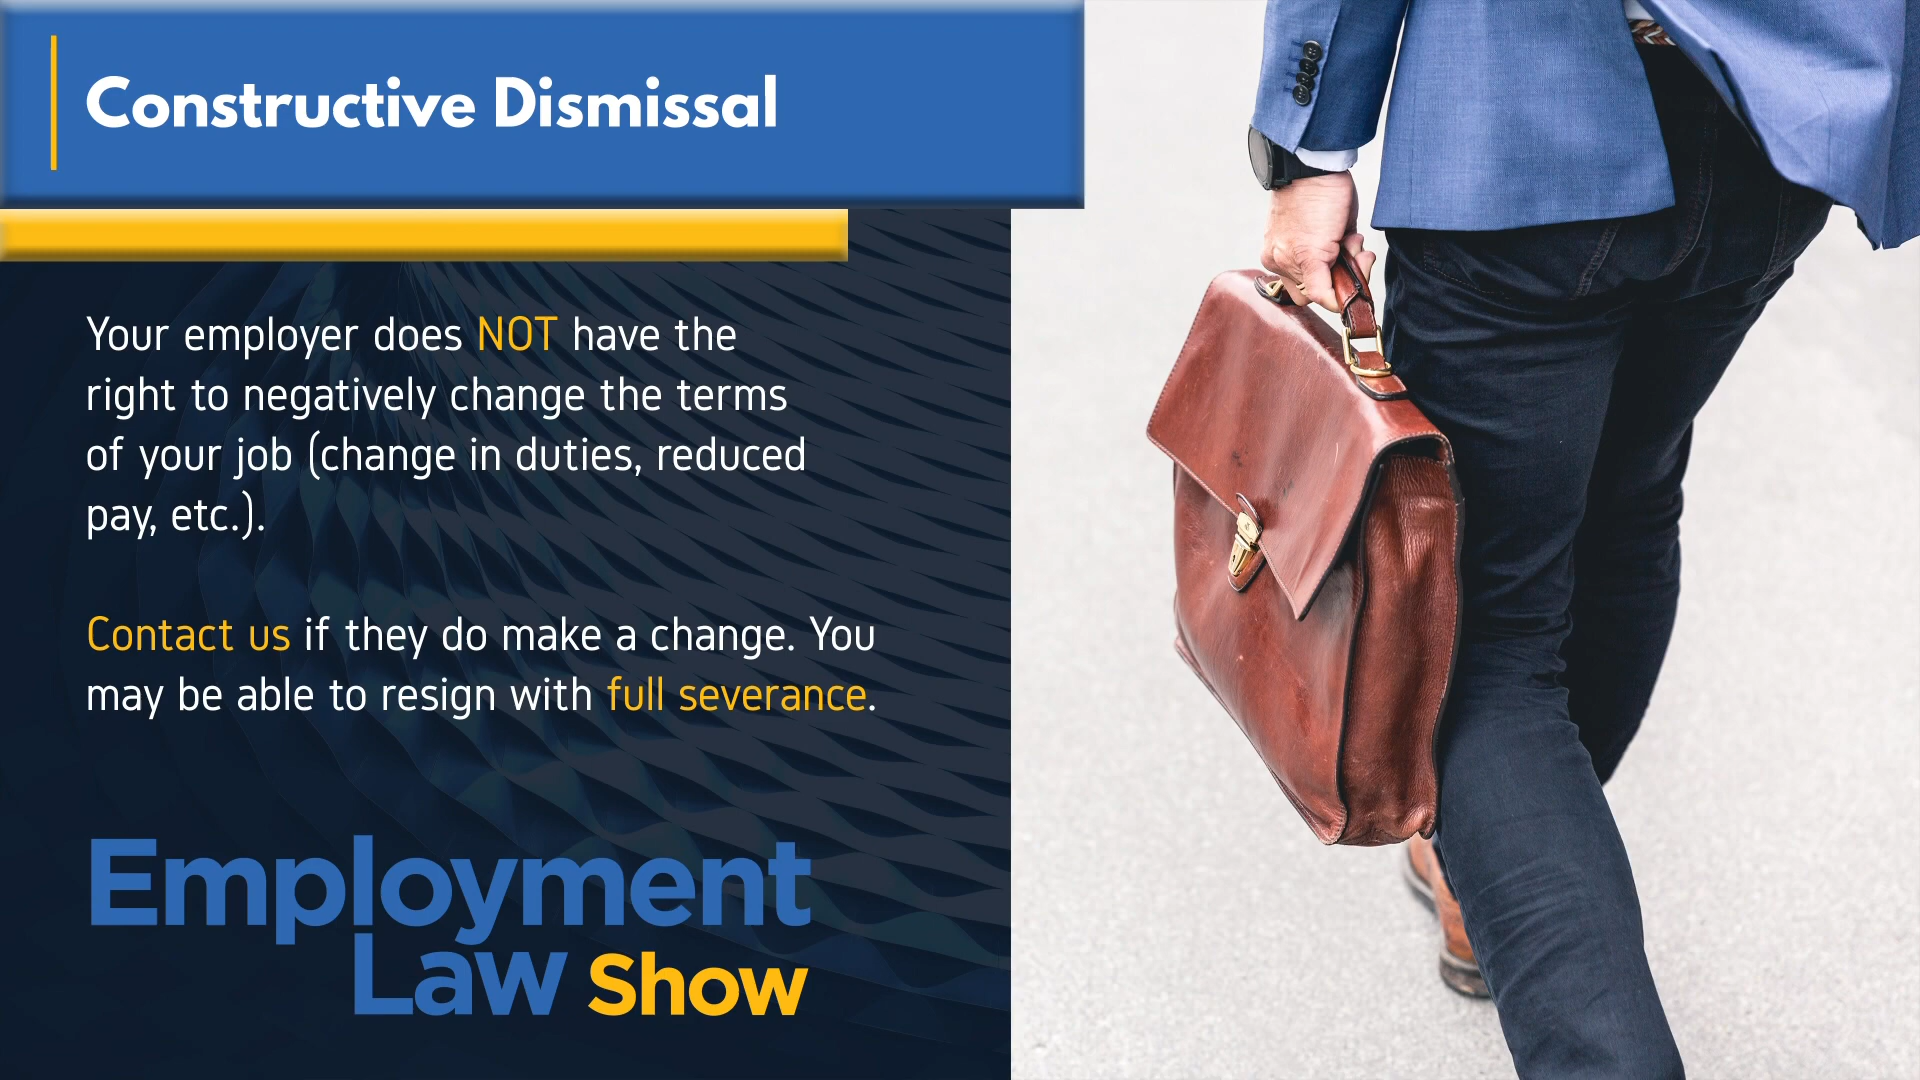 Constructive Dismissal
Your employer does NOT have the
right to negatively change the terms
of your job (change in duties, reduced
pay, etc.).
Contact us if they do make a change. You
may be able to resign with full severance.
Employment
Law Show